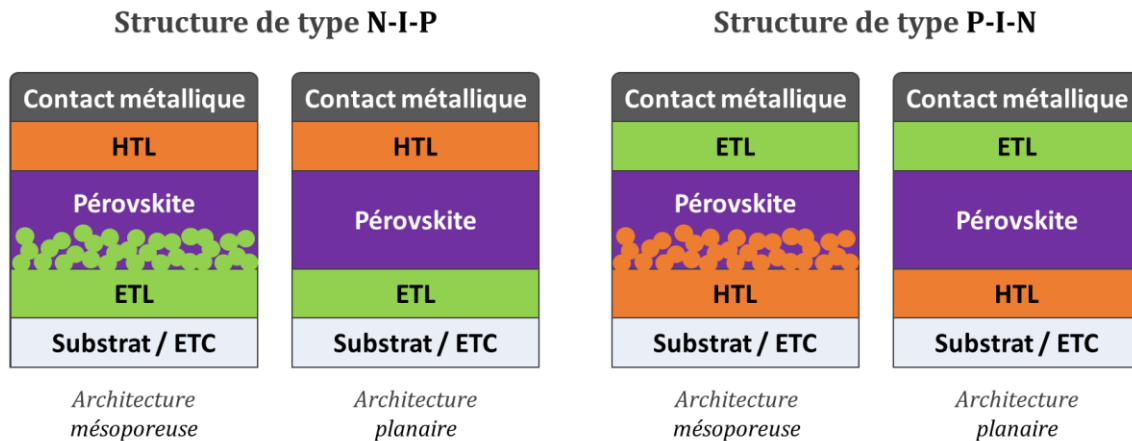 Structure de type N-I-P
Structure de type P-I-N
Contact métallique
HTL
Pérovskite
ETL
Substrat / ETC
Architecture
mésoporeuse
Contact métallique
HTL
Pérovskite
ETL
Substrat / ETC
Architecture
planaire
Contact métallique
ETL
Pérovskite
HTL
Substrat / ETC
Architecture
mésoporeuse
Contact métallique
ETL
Pérovskite
HTL
Substrat / ETC
Architecture
planaire